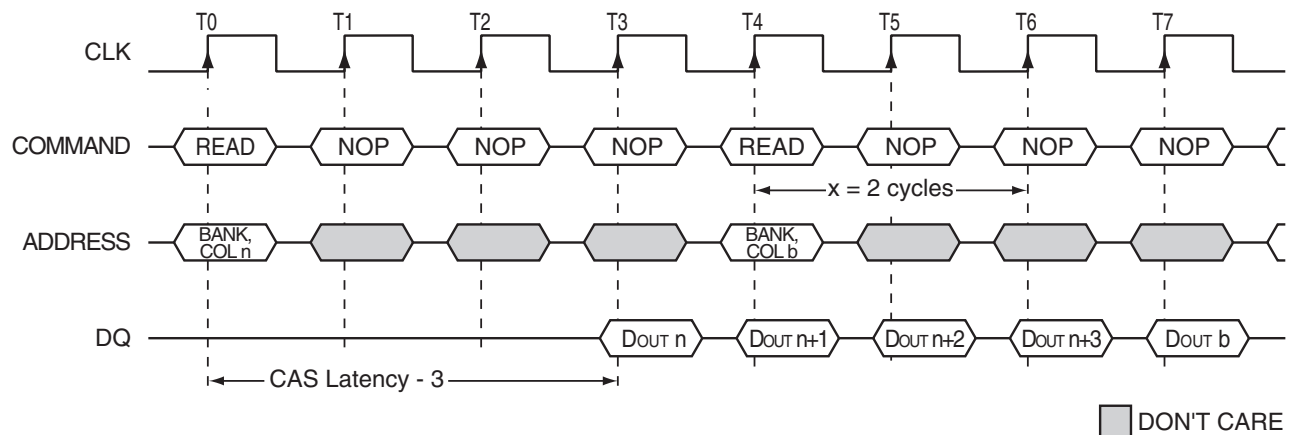 T0 T1 T2 T3 T4 T5 T6 T7
CLK
COMMAND READ NOP NOP NOP READ NOP NOP NOP
x = 2 cycles
ADDRESS BANK, COL n BANK, COL b
DQ DOUT n DOUT n+1 DOUT n+2 DOUT n+3 DOUT b
CAS Latency - 3
DON'T CARE